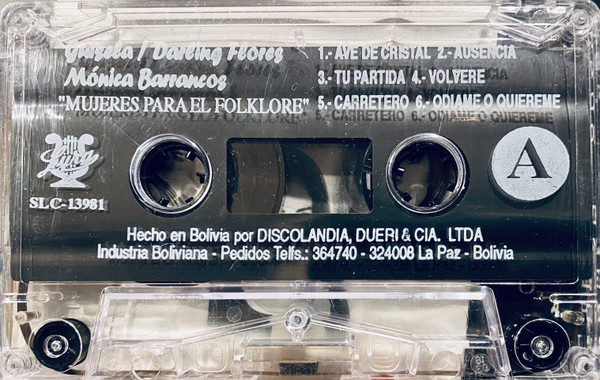 Gisela / Darling Flores
Mónica Barrancos
"MUJERES PARA EL FOLKLORE"
1.- AVE DE CRISTAL 2.- AUSENCIA
3.- TU PARTIDA 4.- VOLVERE
5.- CARRETERO 6.- ODIAME O QUIEREME
Lyra
SLC-13981
A
Hecho en Bolivia por DISCOLANDIA, DUERI & CIA. LTDA
Industria Boliviana - Pedidos Telfs.: 364740 - 324008 La Paz - Bolivia